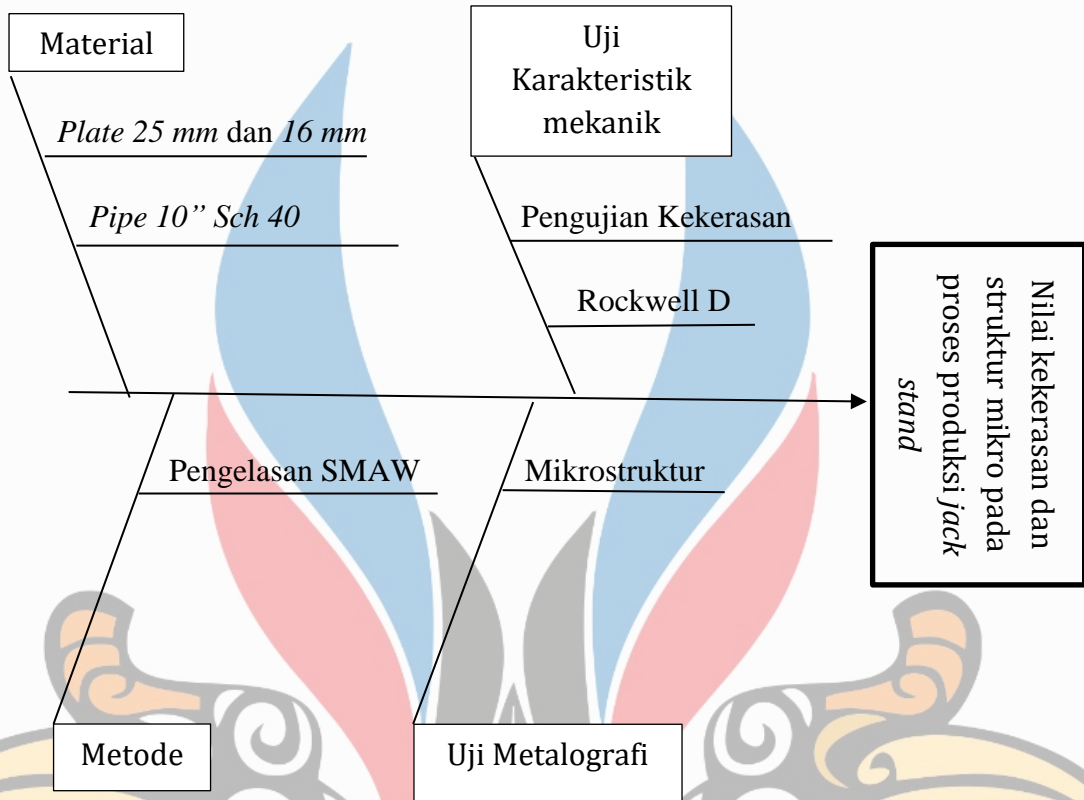 Material
Plate 25 mm dan 16 mm
Pipe 10” Sch 40
Uji
Karakteristik
mekanik
Pengujian Kekerasan
Rockwell D
Nilai kekerasan dan
struktur mikro pada
proses produksi jack
stand
Pengelasan SMAW
Mikrostruktur
Metode
Uji Metalografi